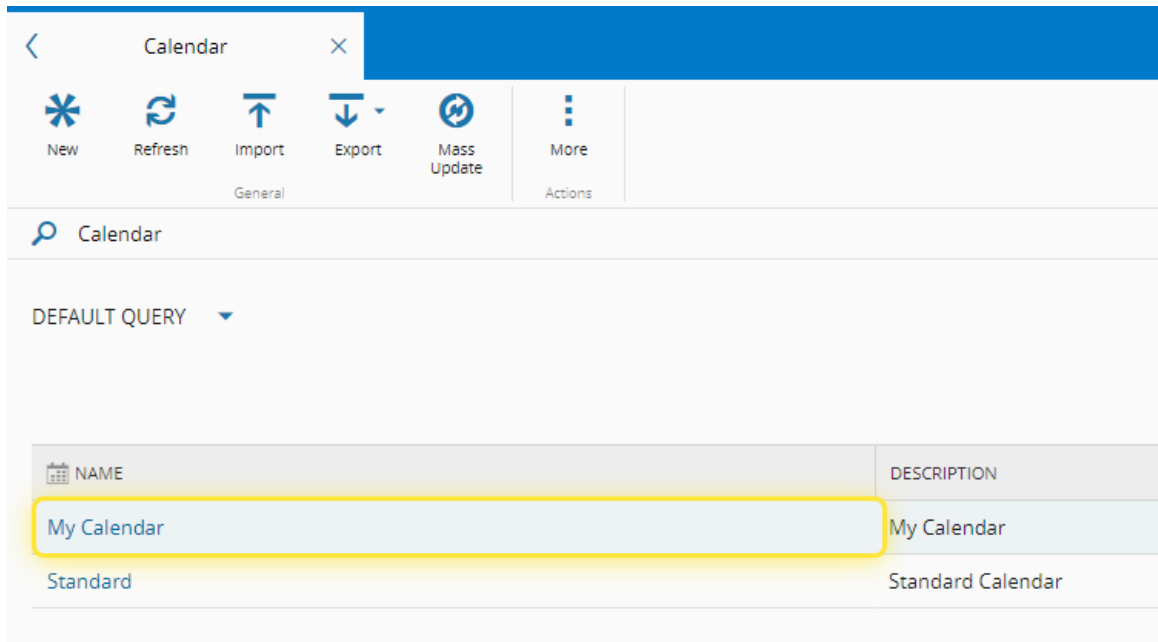 Calendar
New Refresh Import Export Mass Update More
General Actions
Calendar
DEFAULT QUERY
NAME DESCRIPTION
My Calendar My Calendar
Standard Standard Calendar